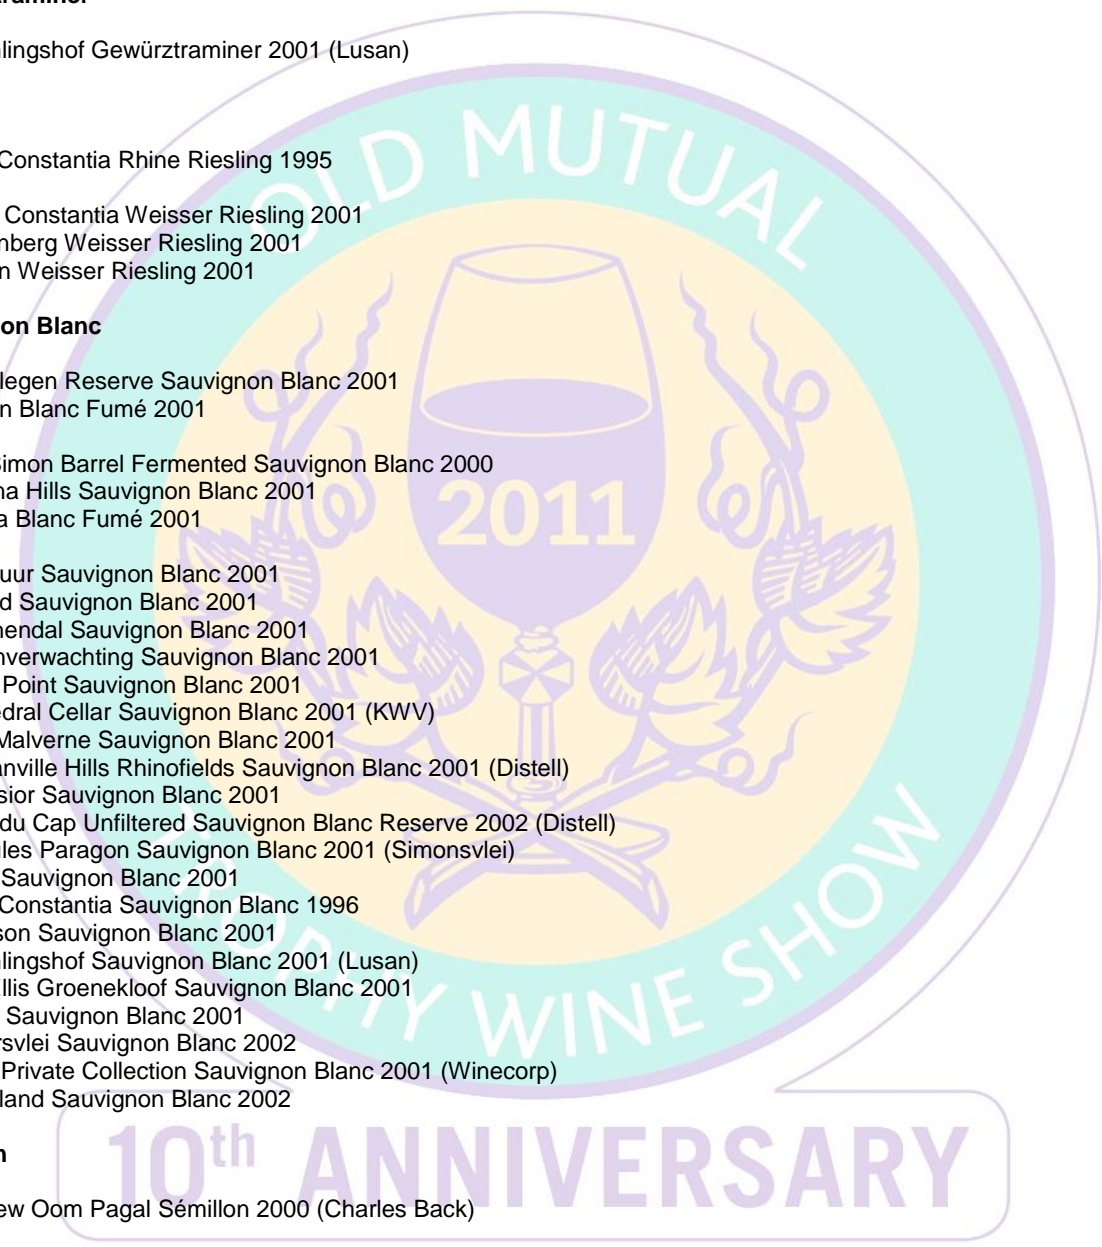 traminer
lingshof Gewürztraminer 2001 (Lusan)
Constantia Rhine Riesling 1995
Constantia Weisser Riesling 2001
nberg Weisser Riesling 2001
n Weisser Riesling 2001
on Blanc
legen Reserve Sauvignon Blanc 2001
n Blanc Fumé 2001
Simon Barrel Fermented Sauvignon Blanc 2000
na Hills Sauvignon Blanc 2001
a Blanc Fumé 2001
uur Sauvignon Blanc 2001
d Sauvignon Blanc 2001
nendal Sauvignon Blanc 2001
nverwachting Sauvignon Blanc 2001
Point Sauvignon Blanc 2001
edral Cellar Sauvignon Blanc 2001 (KWV)
Malverne Sauvignon Blanc 2001
anville Hills Rhinofields Sauvignon Blanc 2001 (Distell)
sior Sauvignon Blanc 2001
du Cap Unfiltered Sauvignon Blanc Reserve 2002 (Distell)
ules Paragon Sauvignon Blanc 2001 (Simonsvlei)
Sauvignon Blanc 2001
Constantia Sauvignon Blanc 1996
son Sauvignon Blanc 2001
lingshof Sauvignon Blanc 2001 (Lusan)
Ellis Groenekloof Sauvignon Blanc 2001
Sauvignon Blanc 2001
rsvlei Sauvignon Blanc 2002
Private Collection Sauvignon Blanc 2001 (Winecorp)
land Sauvignon Blanc 2002
n
ew Oom Pagal Sémillon 2000 (Charles Back)
OLD MUTUAL
2011
TROPHY WINE SHOW
10th ANNIVERSARY